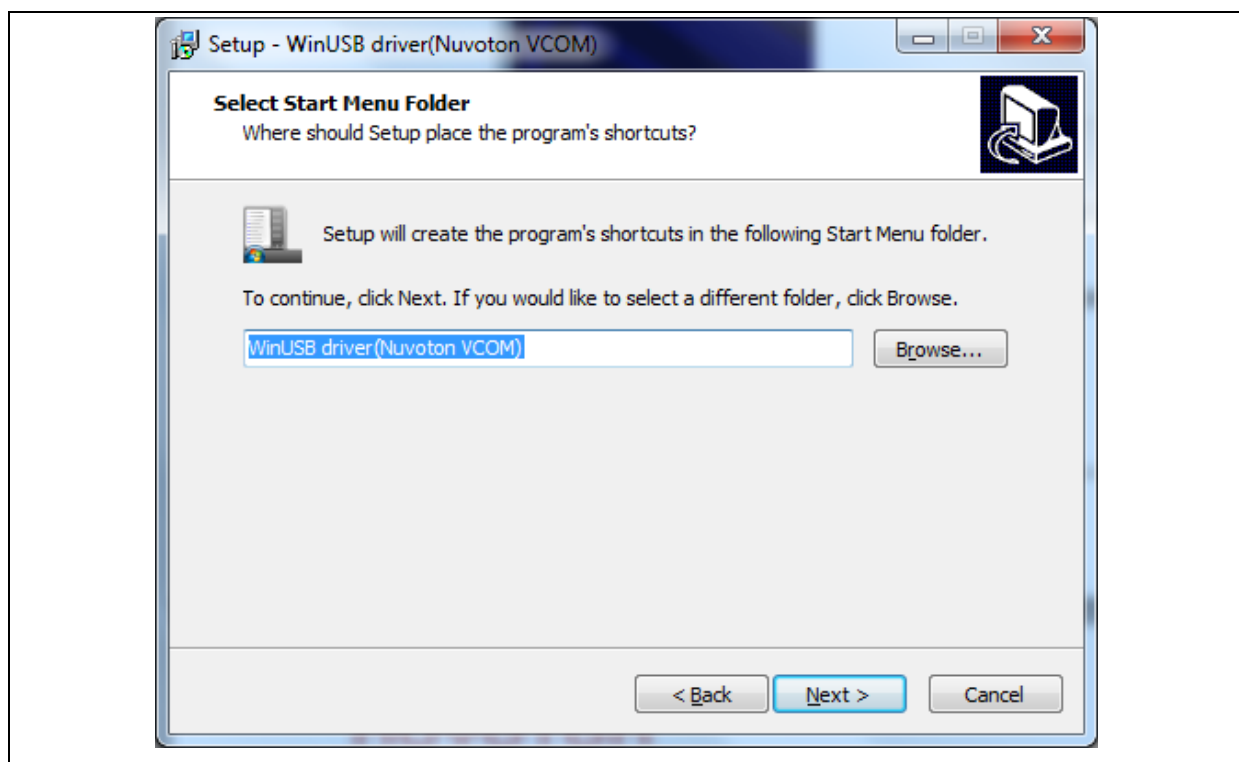 Setup - WinUSB driver(Nuvoton VCOM)
Select Start Menu Folder
Where should Setup place the program's shortcuts?
Setup will create the program's shortcuts in the following Start Menu folder.
To continue, click Next. If you would like to select a different folder, click Browse.
WinUSB driver(Nuvoton VCOM)
Browse...
< Back
Next >
Cancel